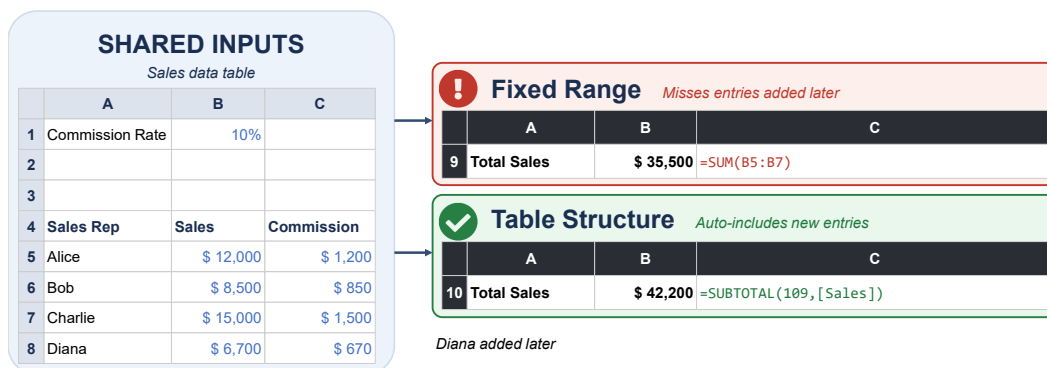 SHARED INPUTS
Sales data table
A B C
1 Commission Rate 10%
2
3
4 Sales Rep Sales Commission
5 Alice $ 12,000 $ 1,200
6 Bob $ 8,500 $ 850
7 Charlie $ 15,000 $ 1,500
8 Diana $ 6,700 $ 670
! Fixed Range Misses entries added later
A B C
9 Total Sales $ 35,500 =SUM(B5:B7)
Table Structure Auto-includes new entries
A B C
10 Total Sales $ 42,200 =SUBTOTAL(109,[Sales])
Diana added later